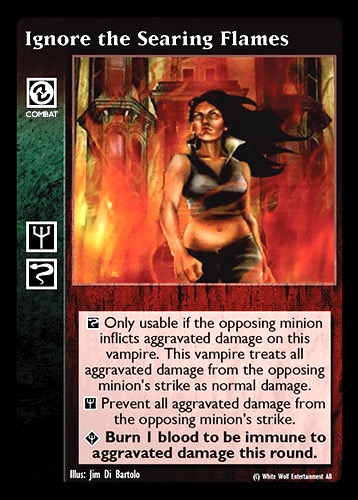 Ignore the Searing Flames
COMBAT
Only usable if the opposing minion
inflicts aggravated damage on this
vampire. This vampire treats all
aggravated damage from the opposing
minion's strike as normal damage.
Prevent all aggravated damage from
the opposing minion's strike.
Burn 1 blood to be immune to
aggravated damage this round.
Illus: Jim Di Bartolo
(C) White Wolf Entertainment AB